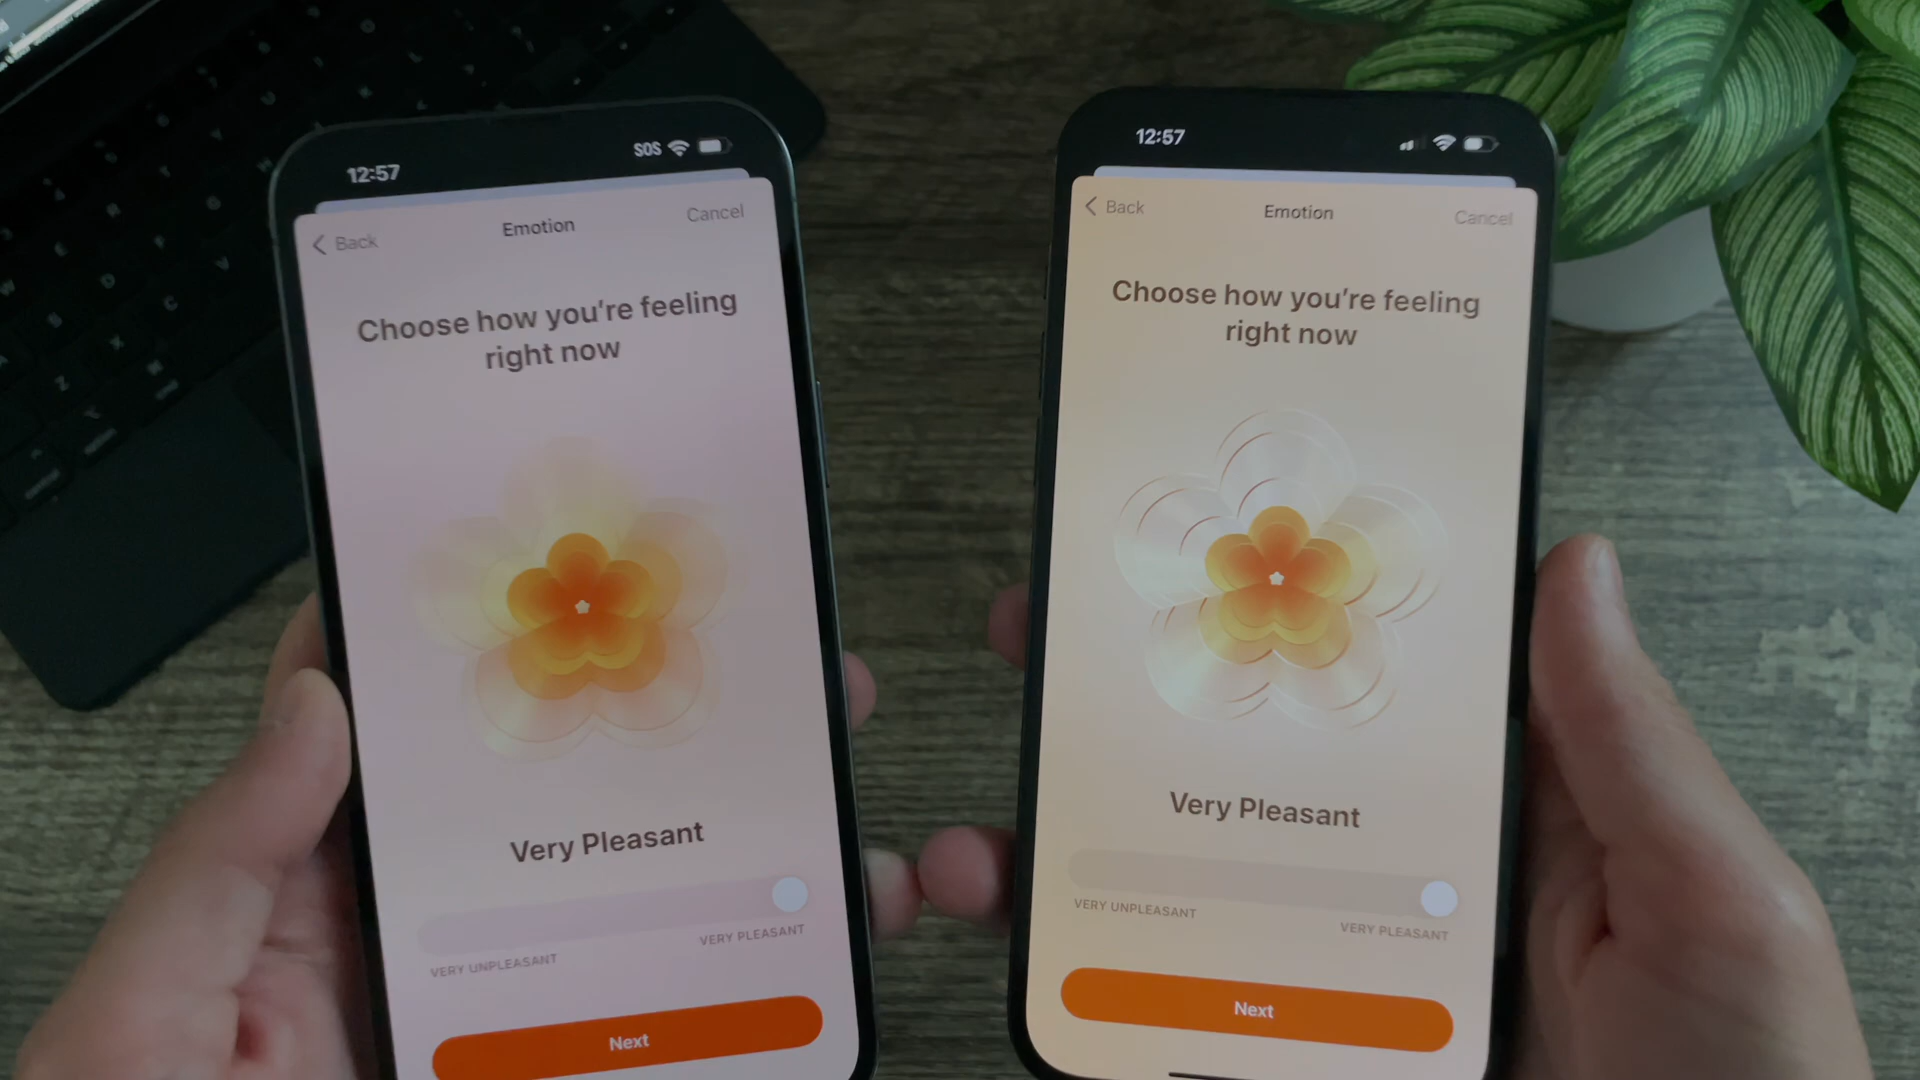 12:57
SOS
Back
Emotion
Cancel
Choose how you're feeling
right now
Very Pleasant
VERY UNPLEASANT
VERY PLEASANT
Next
12:57
Back
Emotion
Cancel
Choose how you're feeling
right now
Very Pleasant
VERY UNPLEASANT
VERY PLEASANT
Next